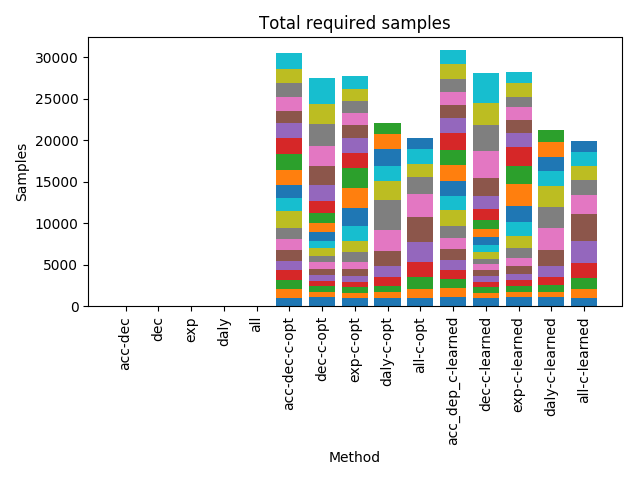 Total required samples
30000
25000
20000
15000
10000
5000
0
Samples
acc-dec
dec
exp
daly
all
acc-dec-c-opt
dec-c-opt
exp-c-opt
daly-c-opt
all-c-opt
acc_dep_c-learned
dec-c-learned
exp-c-learned
daly-c-learned
all-c-learned
Method